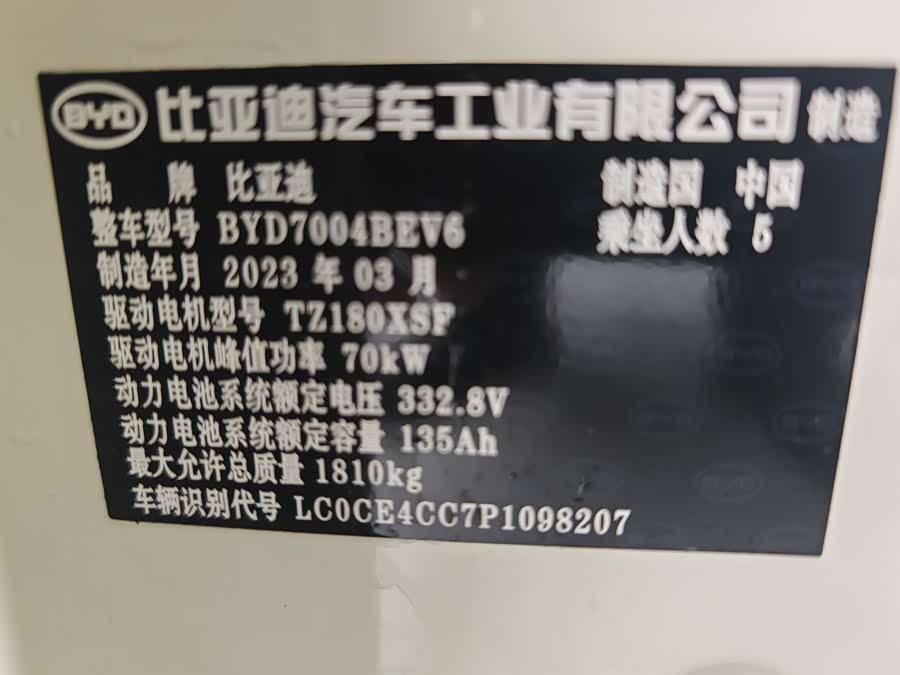 BYD 比亚迪汽车工业有限公司 制造
品 牌 比亚迪 制造国 中国
整车型号 BYD7004BEV6 乘坐人数 5
制造年月 2023 年 03 月
驱动电机型号 TZ180XSF
驱动电机峰值功率 70kW
动力电池系统额定电压 332.8V
动力电池系统额定容量 135Ah
最大允许总质量 1810kg
车辆识别代号 LC0CE4CC7P1098207